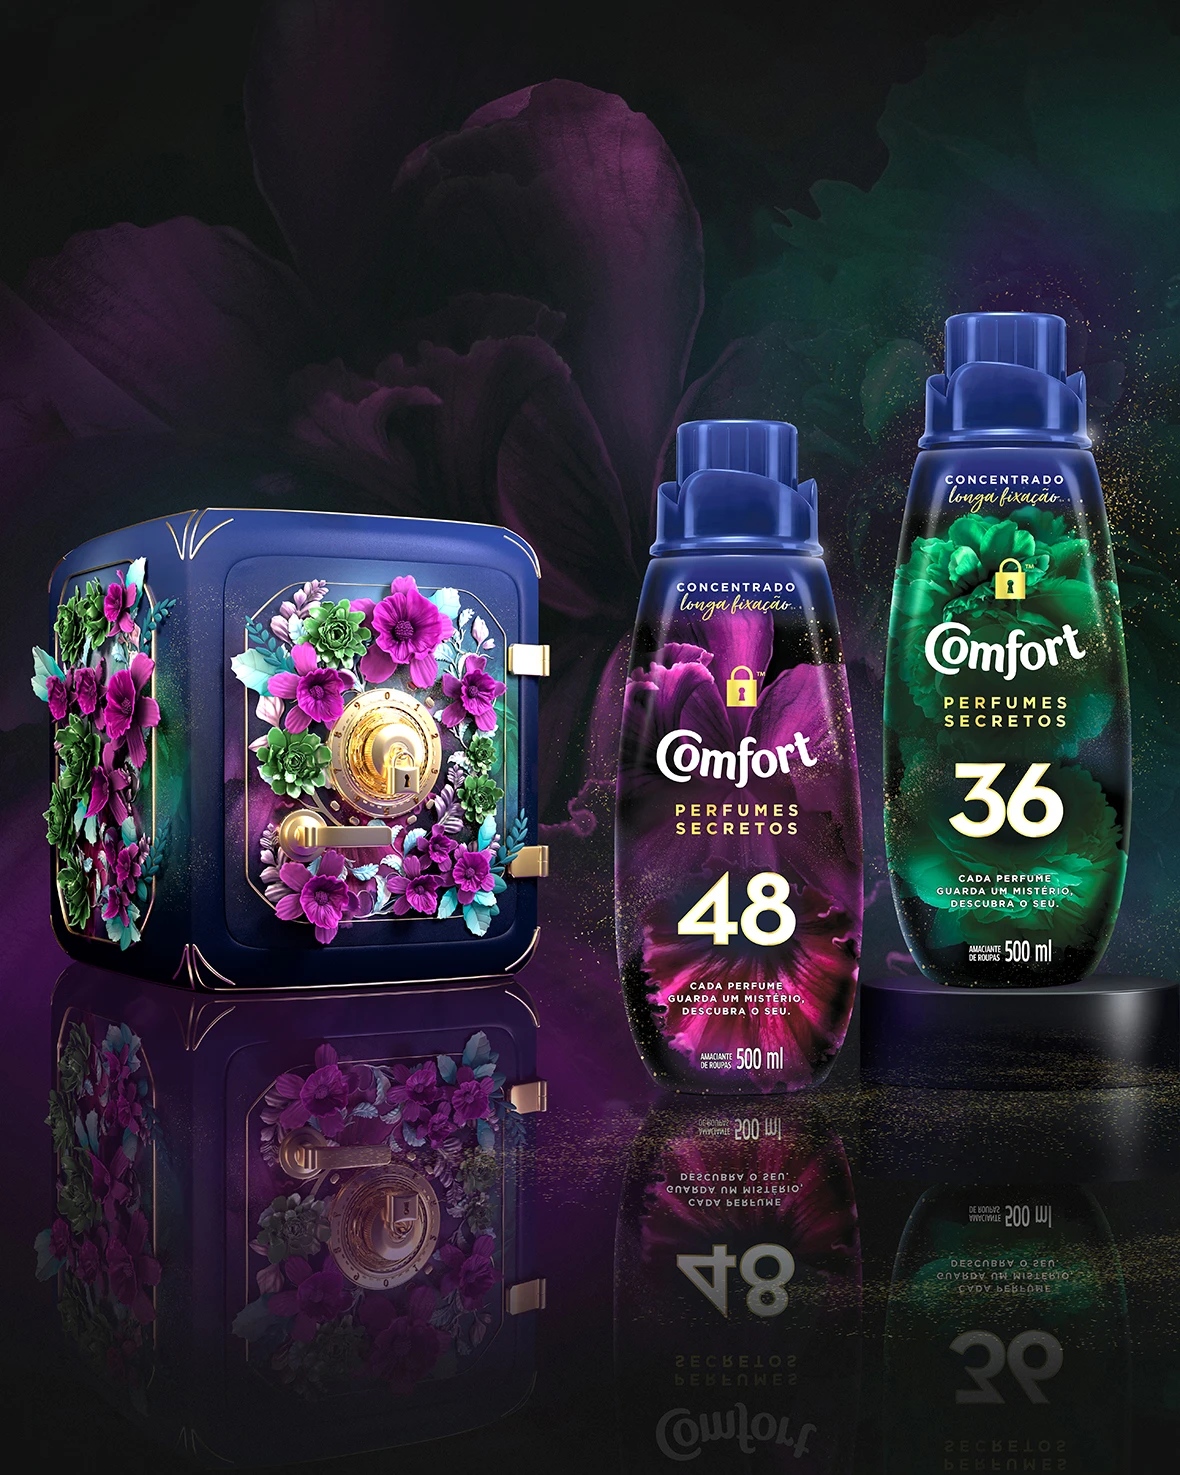 CONCENTRADO
longa fixação...
TM
Comfort
PERFUMES
SECRETOS
48
CADA PERFUME
GUARDA UM MISTÉRIO,
DESCUBRA O SEU.
AMACIANTE
DE ROUPAS 500 ml
CONCENTRADO
longa fixação...
TM
Comfort
PERFUMES
SECRETOS
36
CADA PERFUME
GUARDA UM MISTÉRIO,
DESCUBRA O SEU.
AMACIANTE
DE ROUPAS 500 ml